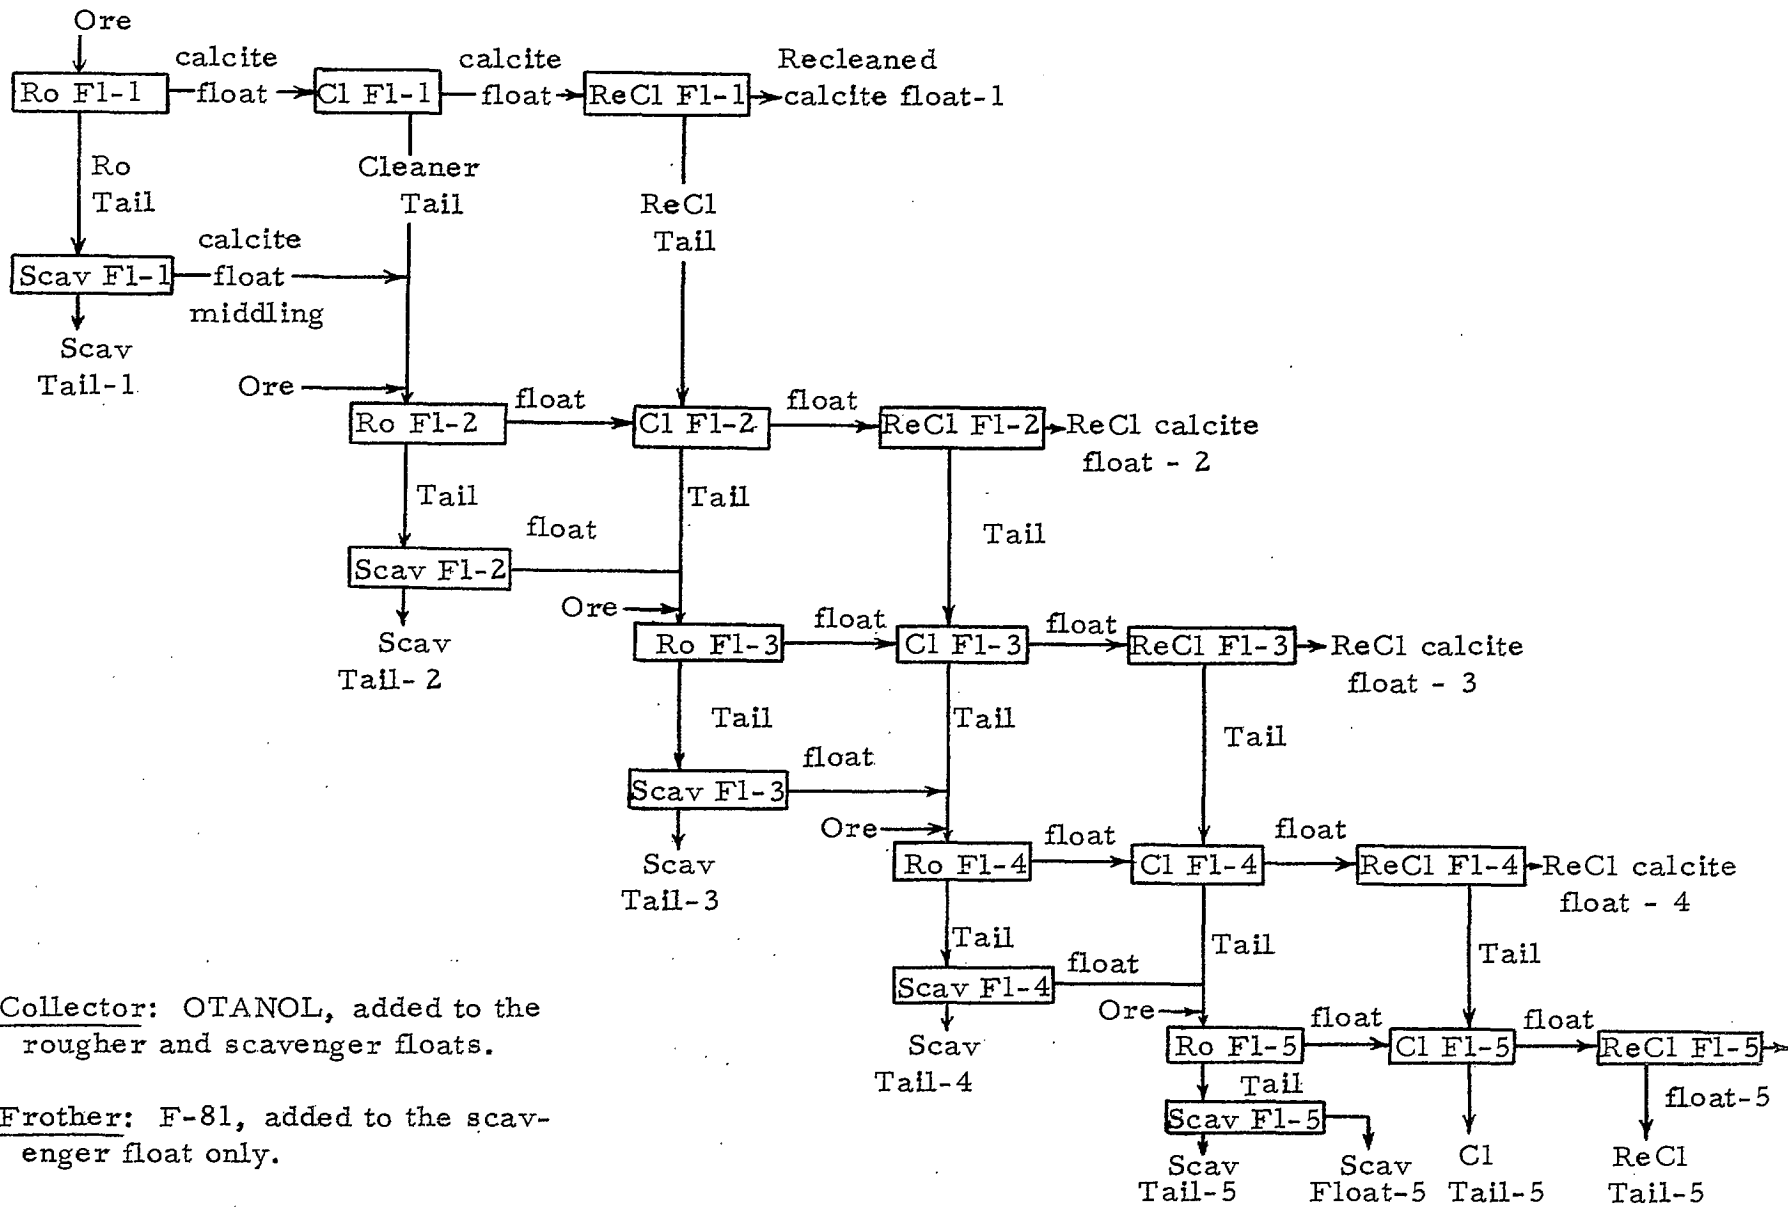 Ore
calcite
float
calcite
float
Recleaned
calcite float-1
Ro Fl-1
Cl Fl-1
ReCl Fl-1
Ro
Tail
Cleaner
Tail
ReCl
Tail
Scav Fl-1
calcite
float
middling
Scav
Tail-1
Ore
Ro Fl-2
float
Cl Fl-2
float
ReCl Fl-2
ReCl calcite
float - 2
Tail
Tail
Tail
Scav Fl-2
float
Scav
Tail-2
Ore
Ro Fl-3
float
Cl Fl-3
float
ReCl Fl-3
ReCl calcite
float - 3
Tail
Tail
Tail
Scav Fl-3
float
Scav
Tail-3
Ore
Ro Fl-4
float
Cl Fl-4
float
ReCl Fl-4
ReCl calcite
float - 4
Tail
Tail
Tail
Scav Fl-4
float
Scav
Tail-4
Ore
Ro Fl-5
float
Cl Fl-5
float
ReCl Fl-5
float-5
Tail
Scav Fl-5
Scav
Tail-5
Scav
Float-5
Cl
Tail-5
ReCl
Tail-5
Collector: OTANOL, added to the
rougher and scavenger floats.
Frother: F-81, added to the scav-
enger float only.